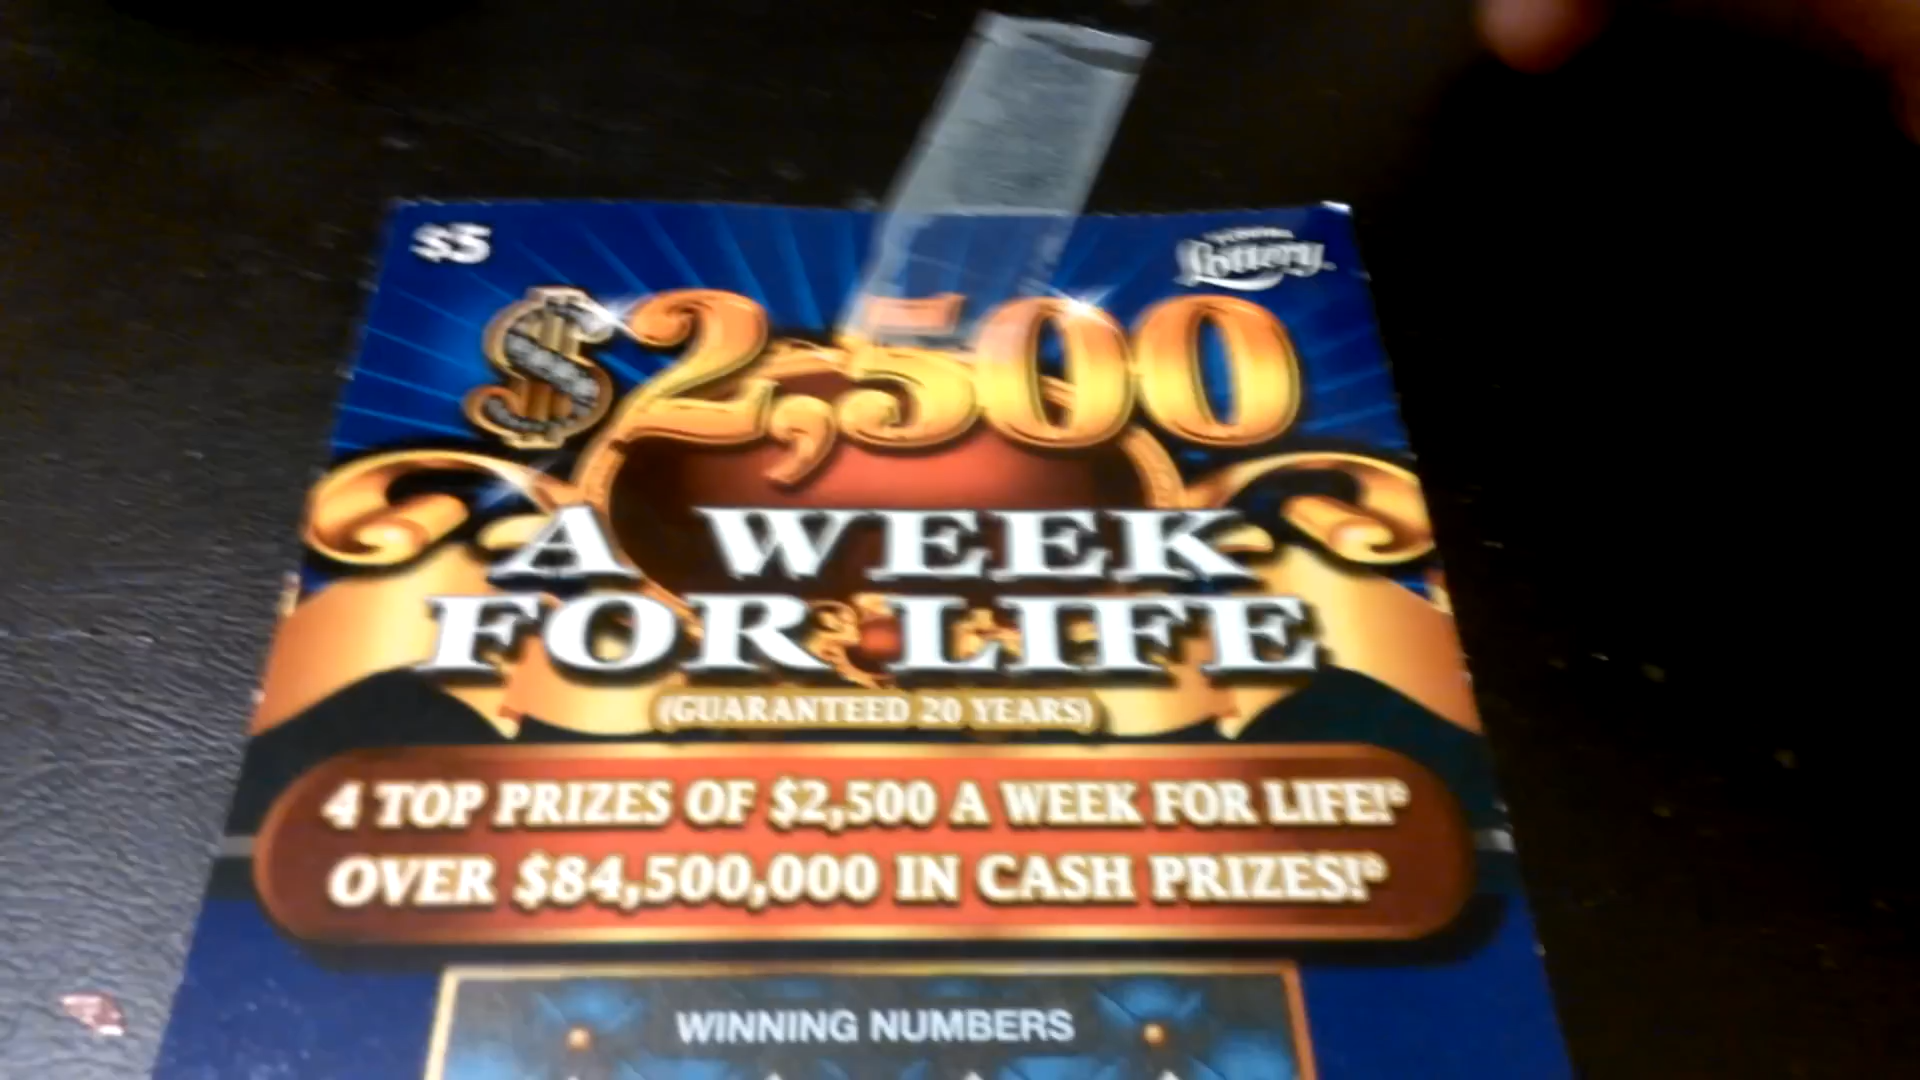 $5
Lottery
$2,500
A WEEK
FOR LIFE
(GUARANTEED 20 YEARS)
4 TOP PRIZES OF $2,500 A WEEK FOR LIFE!*
OVER $84,500,000 IN CASH PRIZES!*
WINNING NUMBERS